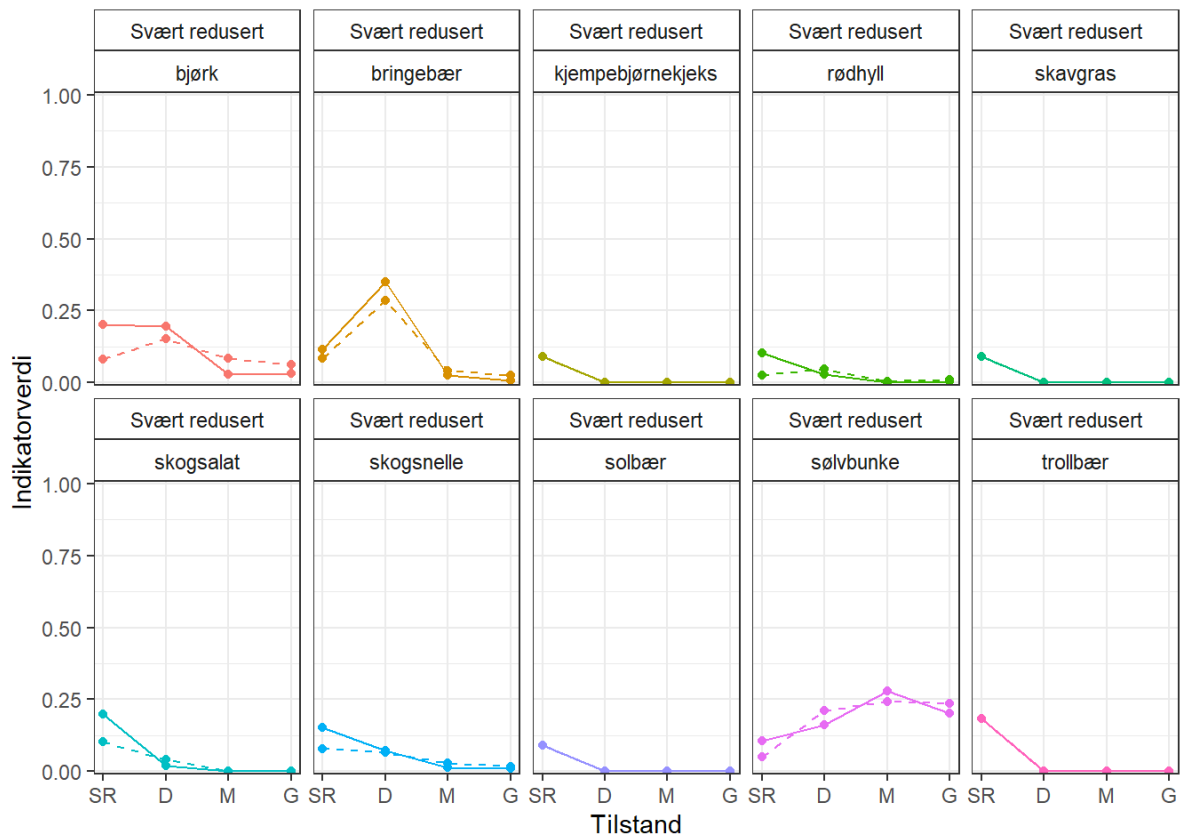 Svært redusert Svært redusert Svært redusert Svært redusert Svært redusert
bjørk bringebær kjempebjørnekjeks rødhyll skavgras
1.00
0.75
0.50
0.25
0.00
Svært redusert Svært redusert Svært redusert Svært redusert Svært redusert
skogsalat skogsnelle solbær sølvbunke trollbær
1.00
0.75
0.50
0.25
0.00
SR D M G SR D M G SR D M G SR D M G SR D M G
Tilstand
Indikatorverdi